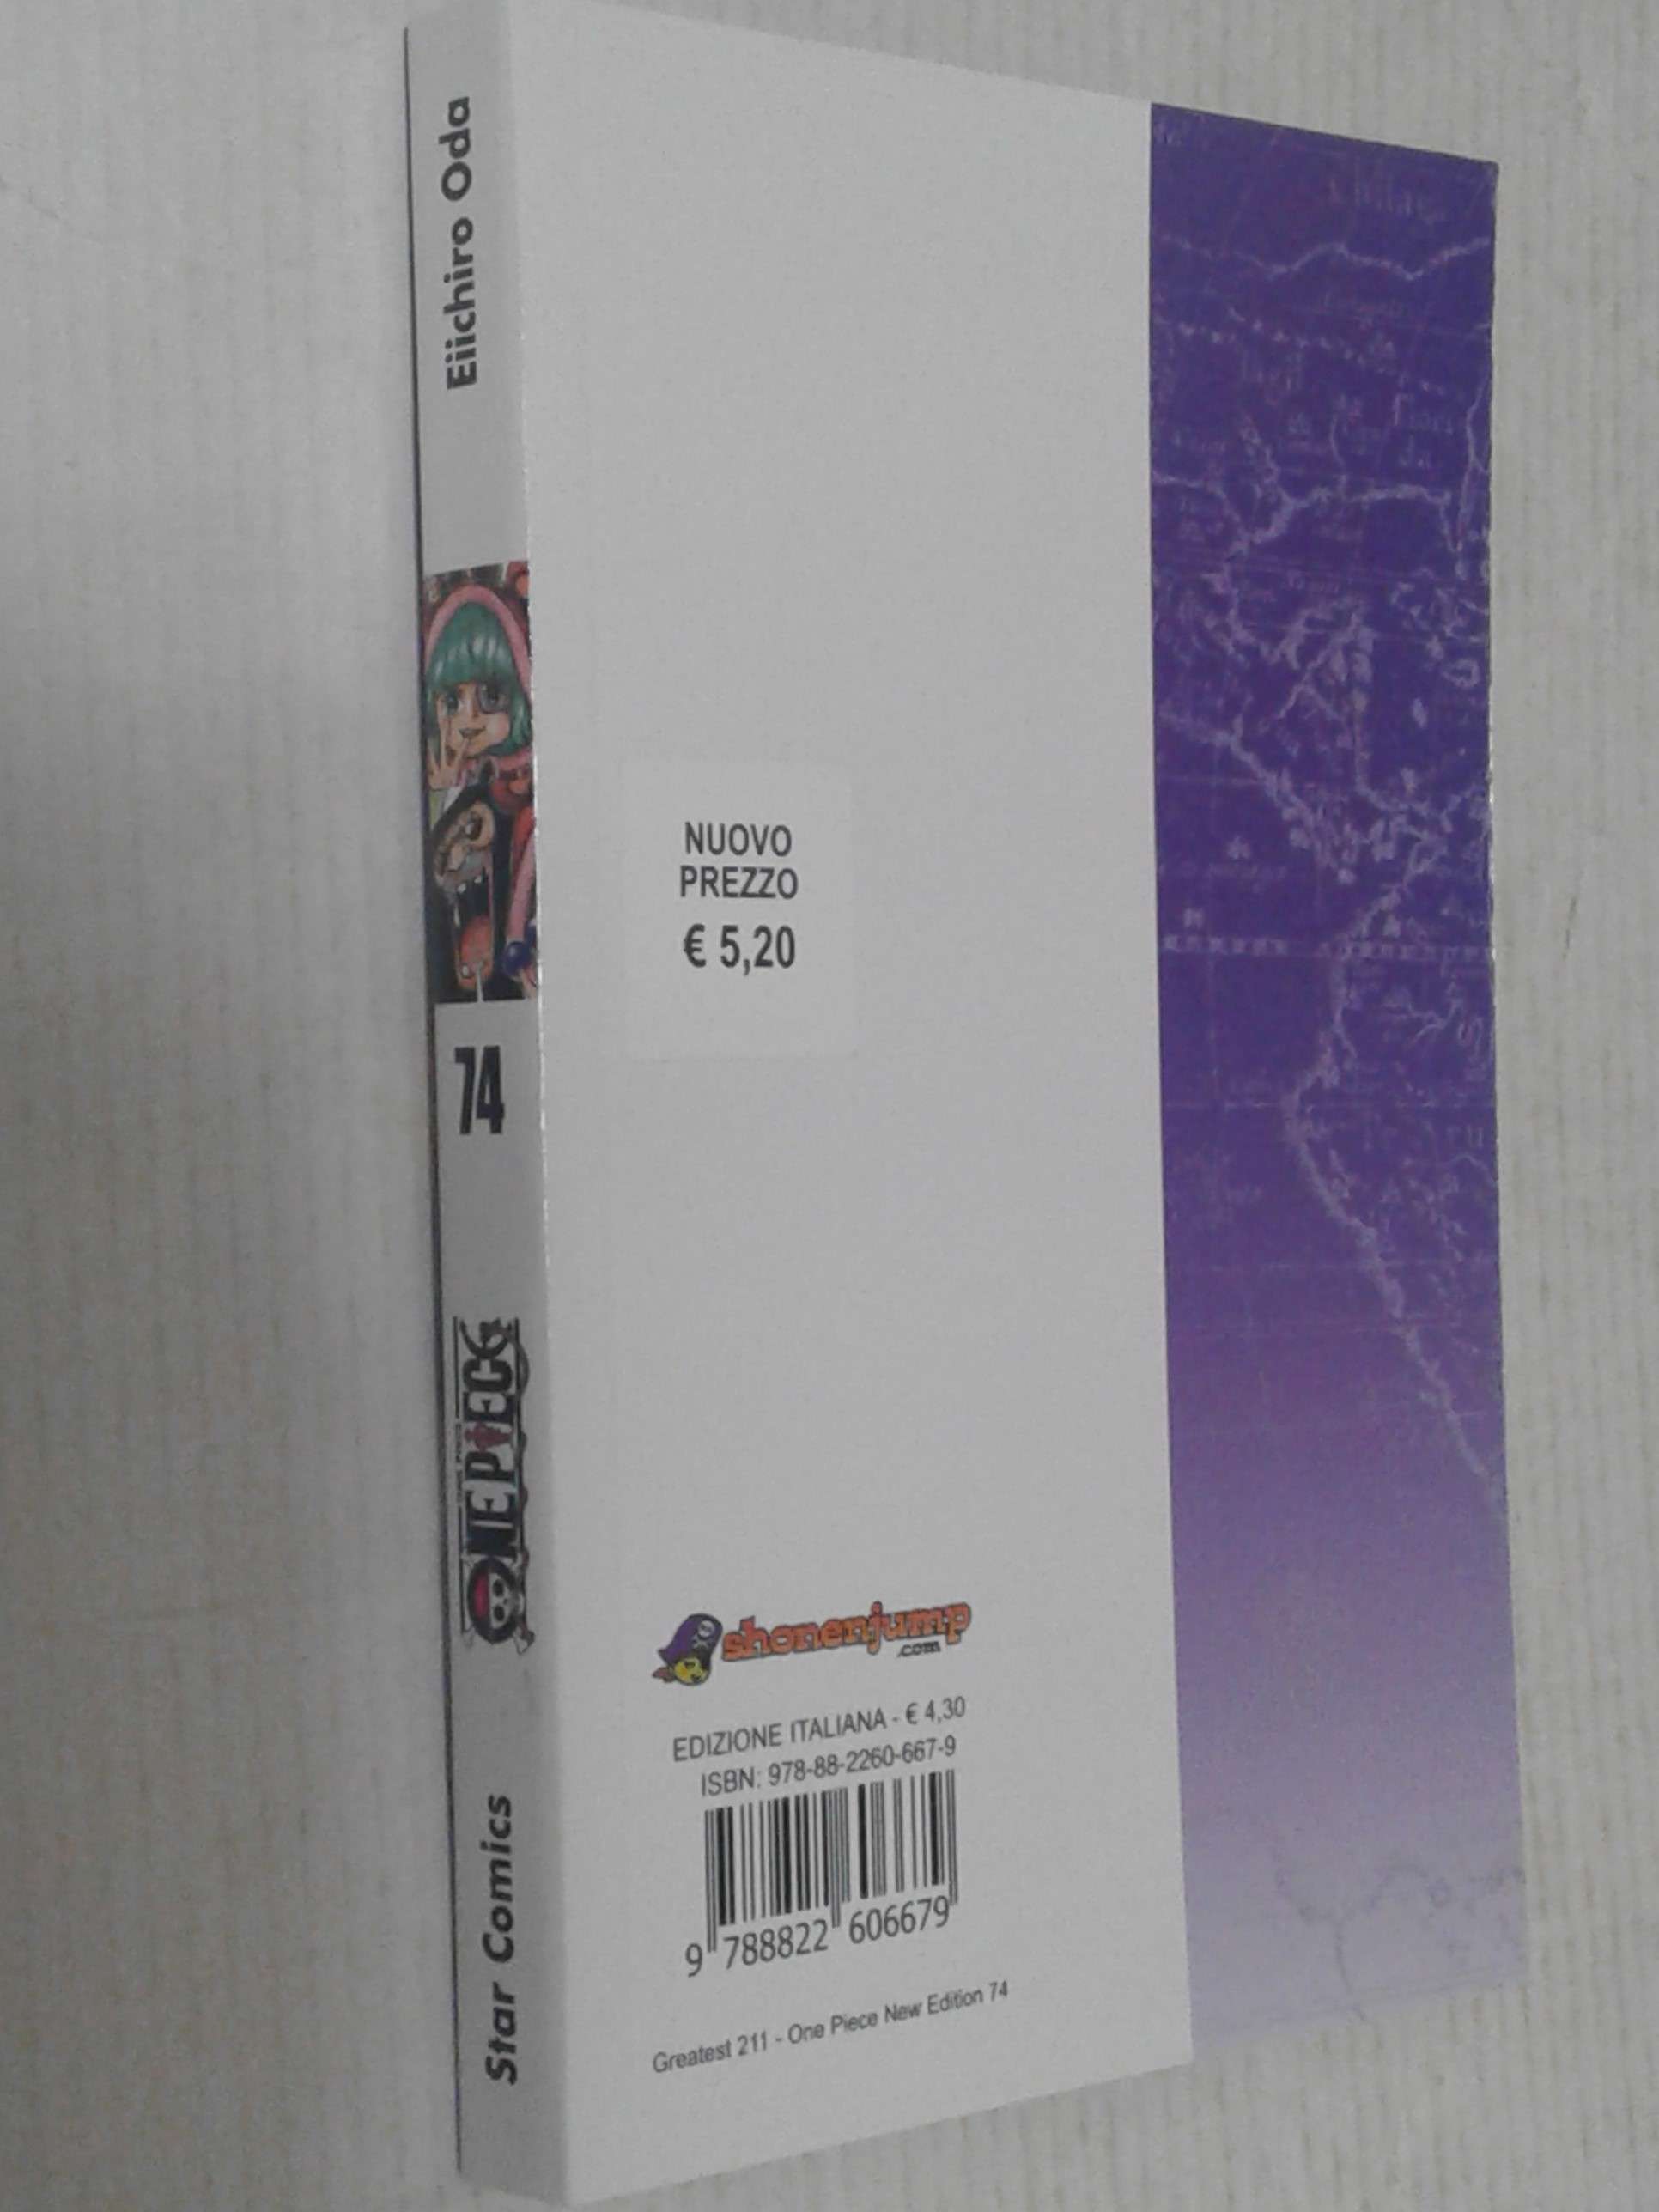 Eiichiro Oda
74
ONE PIECE
Star Comics
NUOVO
PREZZO
€ 5,20
shonenjump
.com
EDIZIONE ITALIANA - € 4,30
ISBN: 978-88-2260-667-9
9 788822 606679
Greatest 211 - One Piece New Edition 74